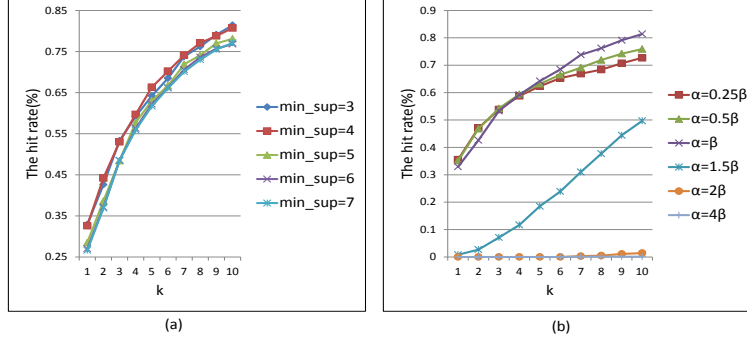 0.85
0.75
0.65
0.55
0.45
0.35
0.25
The hit rate(%)
1 2 3 4 5 6 7 8 9 10
k
min_sup=3
min_sup=4
min_sup=5
min_sup=6
min_sup=7
(a)
0.9
0.8
0.7
0.6
0.5
0.4
0.3
0.2
0.1
0
The hit rate(%)
1 2 3 4 5 6 7 8 9 10
k
α=0.25β
α=0.5β
α=β
α=1.5β
α=2β
α=4β
(b)